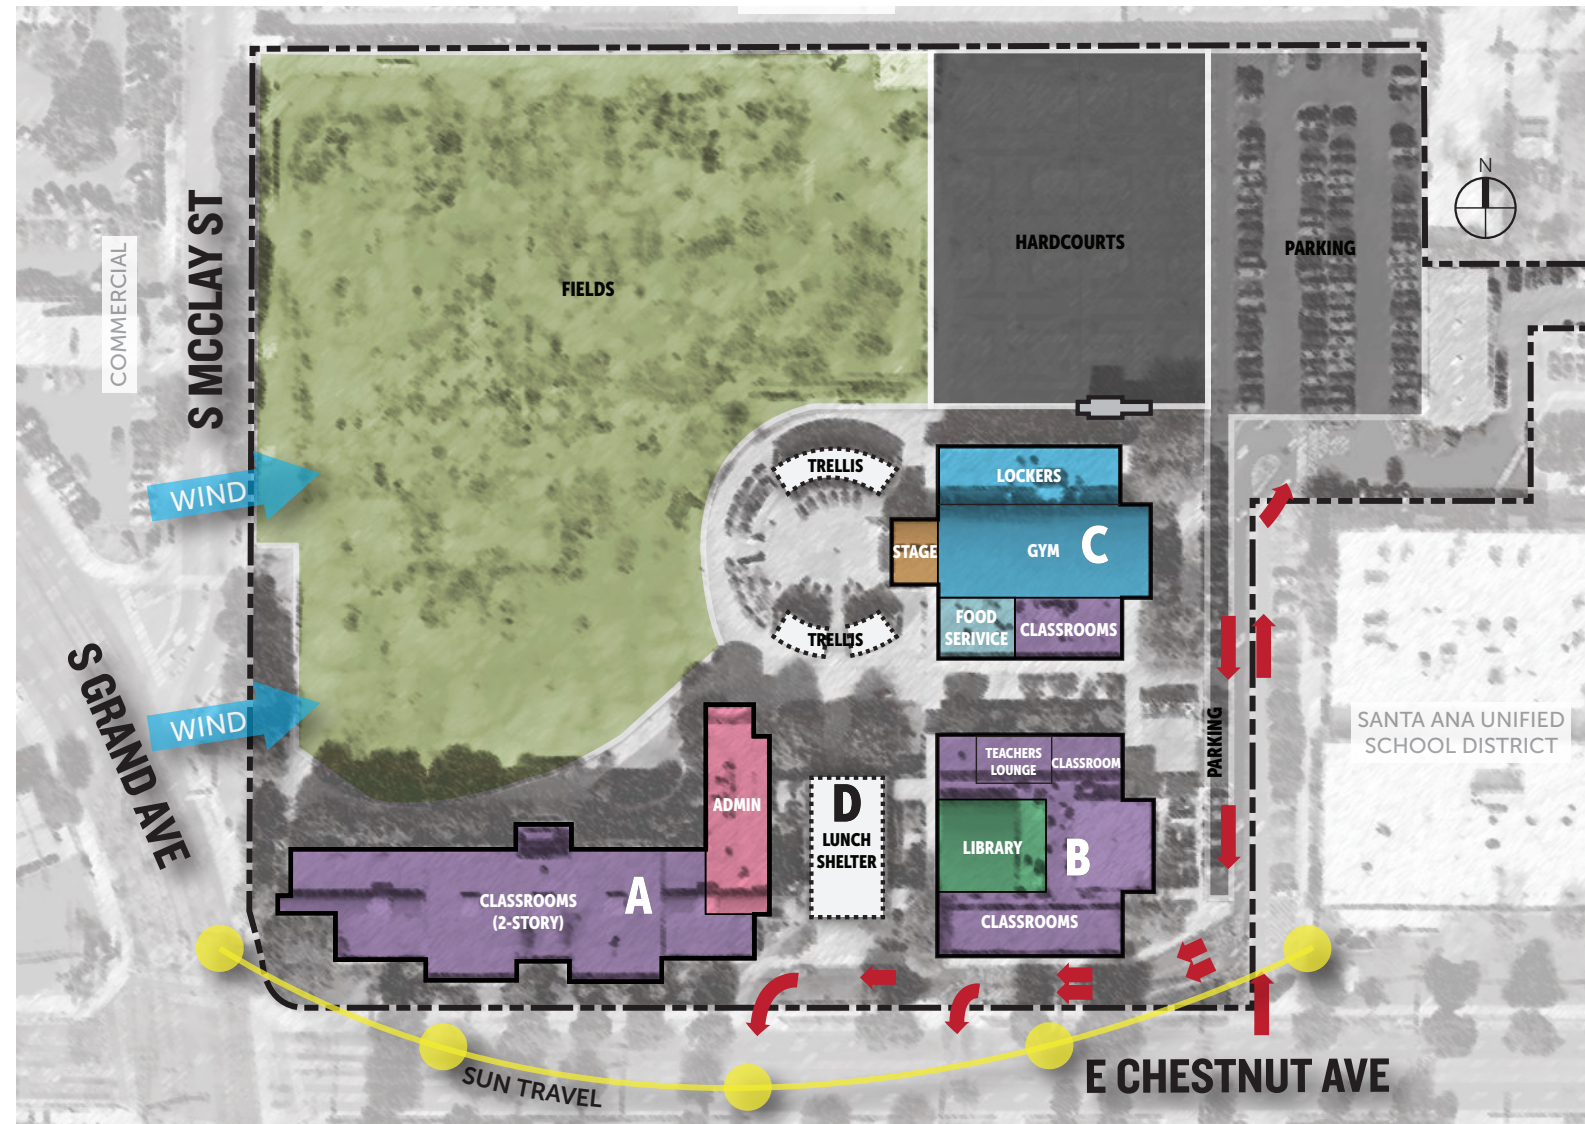 N
S MCCLAY ST
COMMERCIAL
FIELDS
HARDCOURTS
PARKING
WIND
TRELLIS
LOCKERS
STAGE
GYM
C
FOOD
SERIVICE
CLASSROOMS
TRELLIS
S GRAND AVE
WIND
PARKING
SANTA ANA UNIFIED
SCHOOL DISTRICT
ADMIN
D
LUNCH
SHELTER
TEACHERS
LOUNGE
CLASSROOM
LIBRARY
B
CLASSROOMS
CLASSROOMS
(2-STORY)
A
SUN TRAVEL
E CHESTNUT AVE